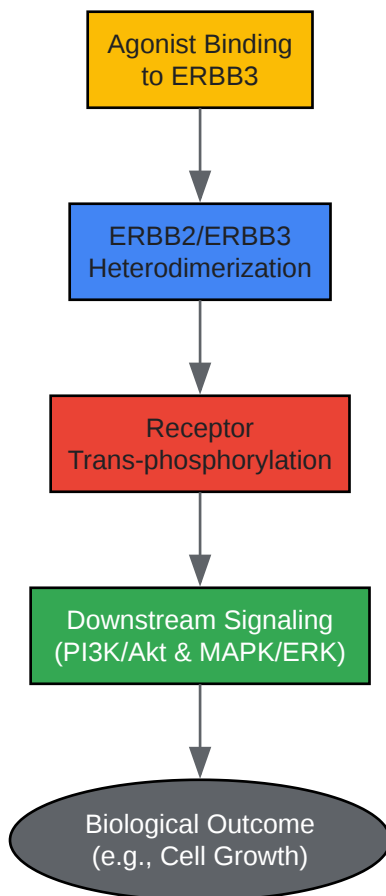 Agonist Binding
to ERBB3
ERBB2/ERBB3
Heterodimerization
Receptor
Trans-phosphorylation
Downstream Signaling
(PI3K/Akt & MAPK/ERK)
Biological Outcome
(e.g., Cell Growth)